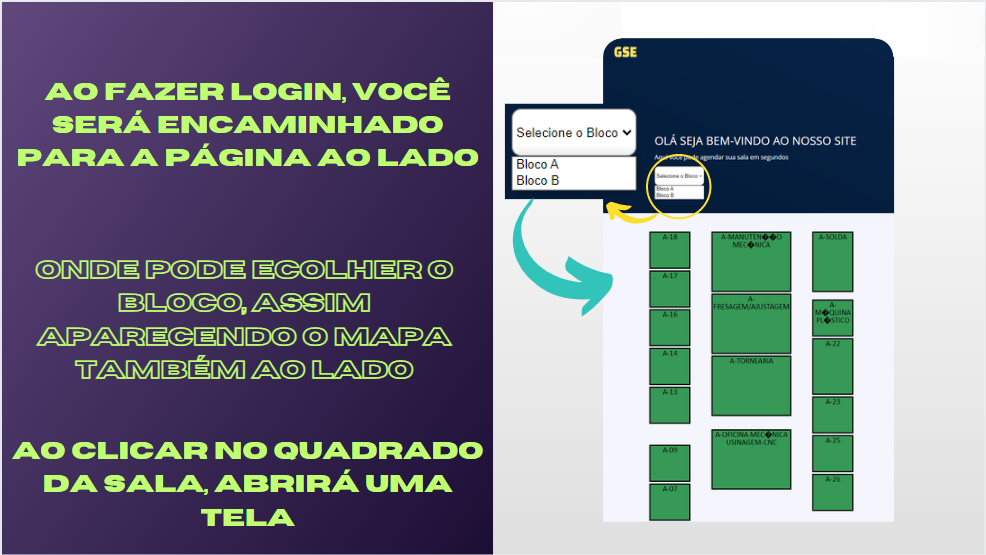 AO FAZER LOGIN, VOCÊ
SERÁ ENCAMINHADO
PARA A PÁGINA AO LADO
ONDE PODE ECOLHER O
BLOCO, ASSIM
APARECENDO O MAPA
TAMBÉM AO LADO
AO CLICAR NO QUADRADO
DA SALA, ABRIRÁ UMA
TELA
GSE
Selecione o Bloco
Bloco A
Bloco B
OLÁ SEJA BEM-VINDO AO NOSSO SITE
Aqui você pode agendar sua sala em segundos
Selecione o Bloco
Bloco A
Bloco B
A-18
A-17
A-16
A-14
A-13
A-09
A-07
A-MANUTEN��O
MEC�NICA
A-
FRESAGEM/AJUSTAGEM
A-TORNEARIA
A-OFICINA MEC�NICA
USINAGEM-CNC
A-SOLDA
A-
M�QUINA
PL�STICO
A-22
A-23
A-25
A-26